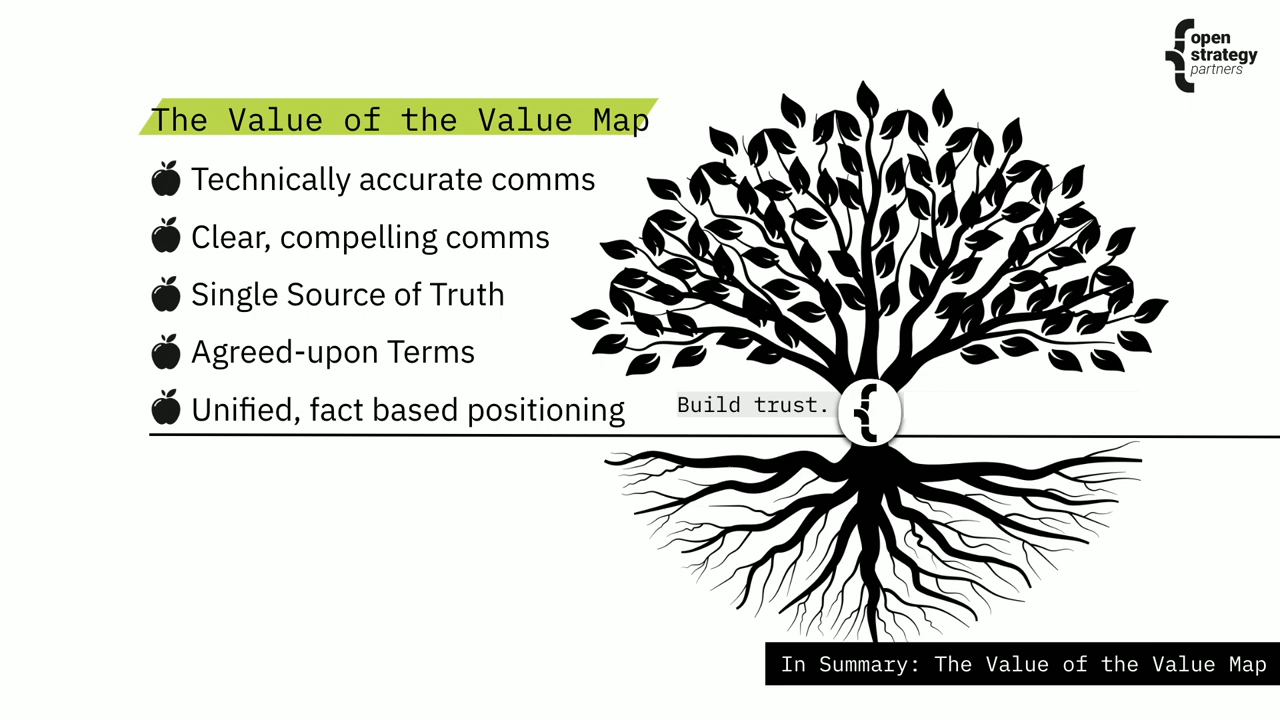 open
strategy
partners
The Value of the Value Map
Technically accurate comms
Clear, compelling comms
Single Source of Truth
Agreed-upon Terms
Unified, fact based positioning
Build trust.
In Summary: The Value of the Value Map